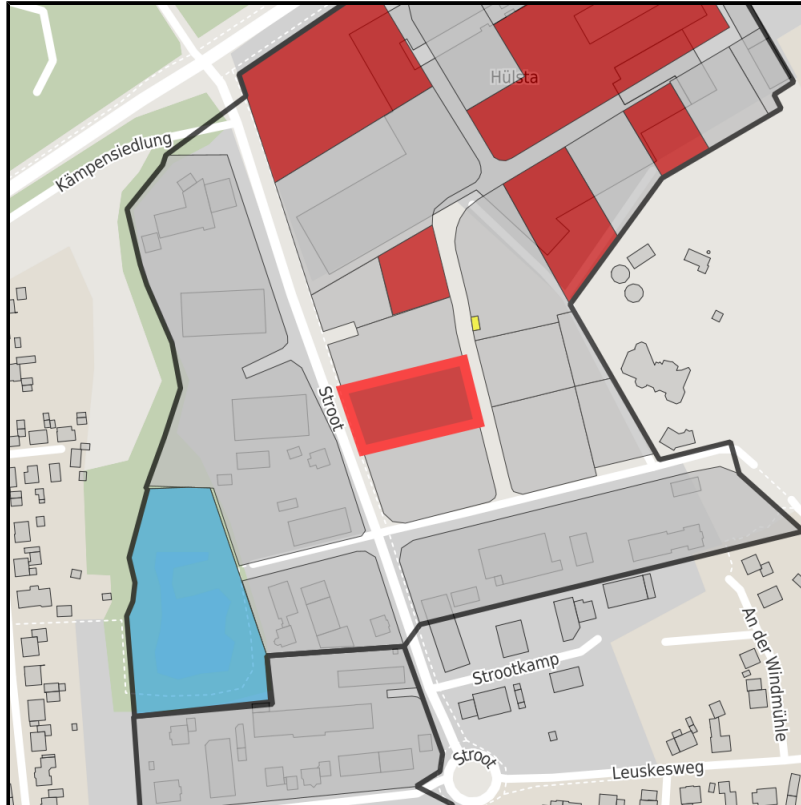 Hülsta
Kämpensiedlung
Stroot
An der Windmühle
Strootkamp
Stroot
Leuskesweg